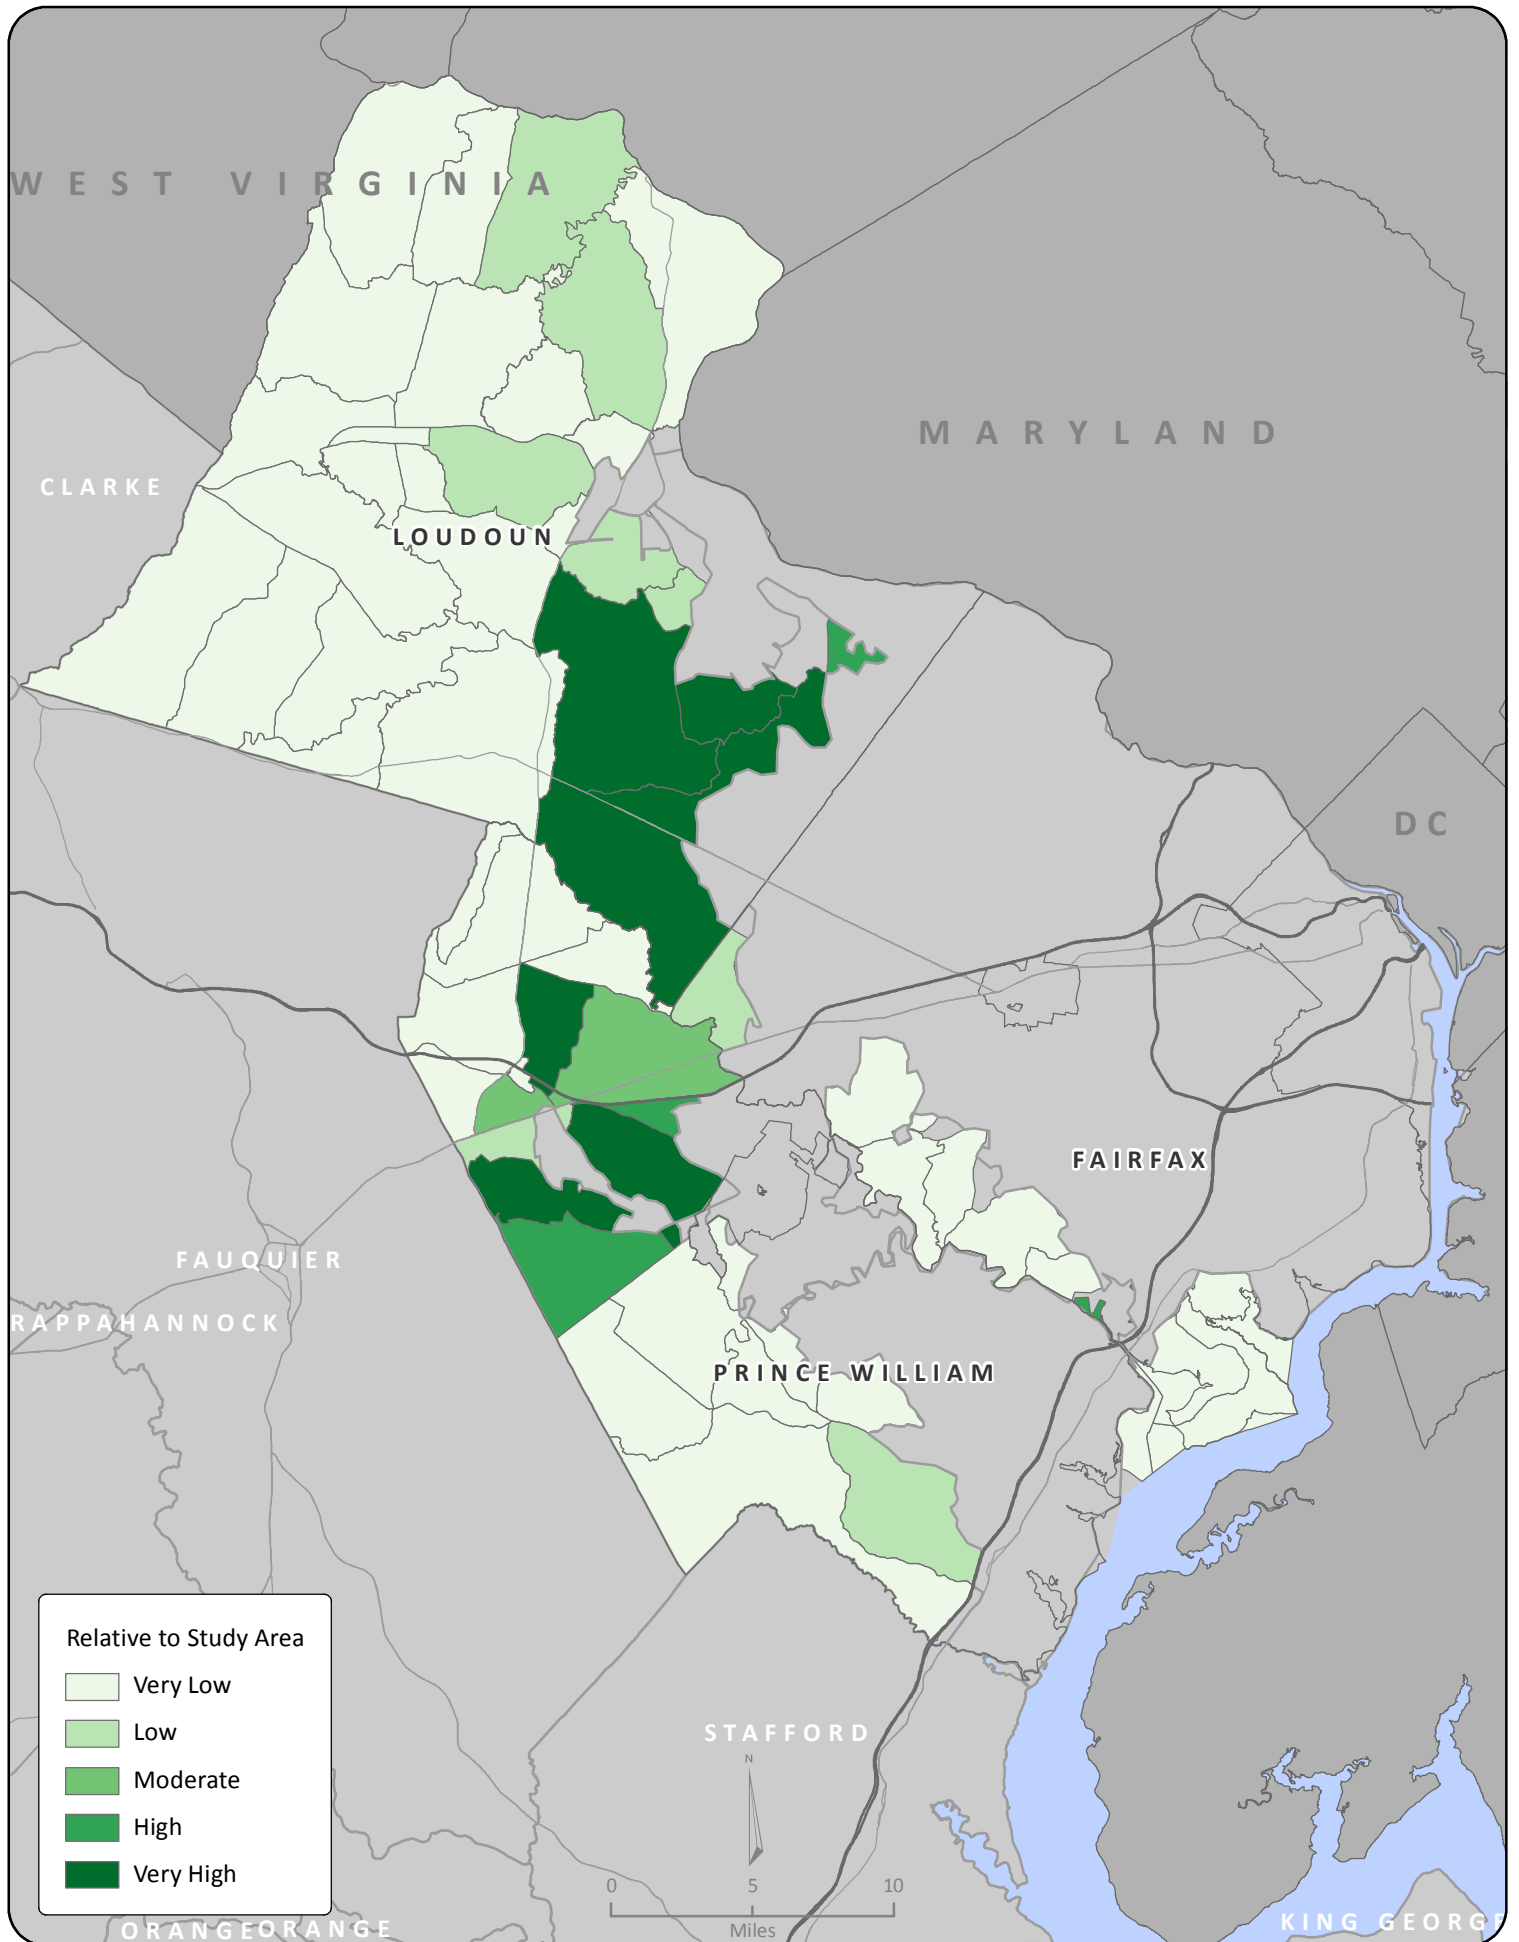 WEST VIRGINIA
MARYLAND
CLARKE
LOUDOUN
DC
FAIRFAX
FAUQUIER
RAPPAHANNOCK
PRINCE WILLIAM
Relative to Study Area
Very Low
Low
Moderate
High
Very High
STAFFORD
N
0 5 10
Miles
ORANGEORANGE
KING GEORGE